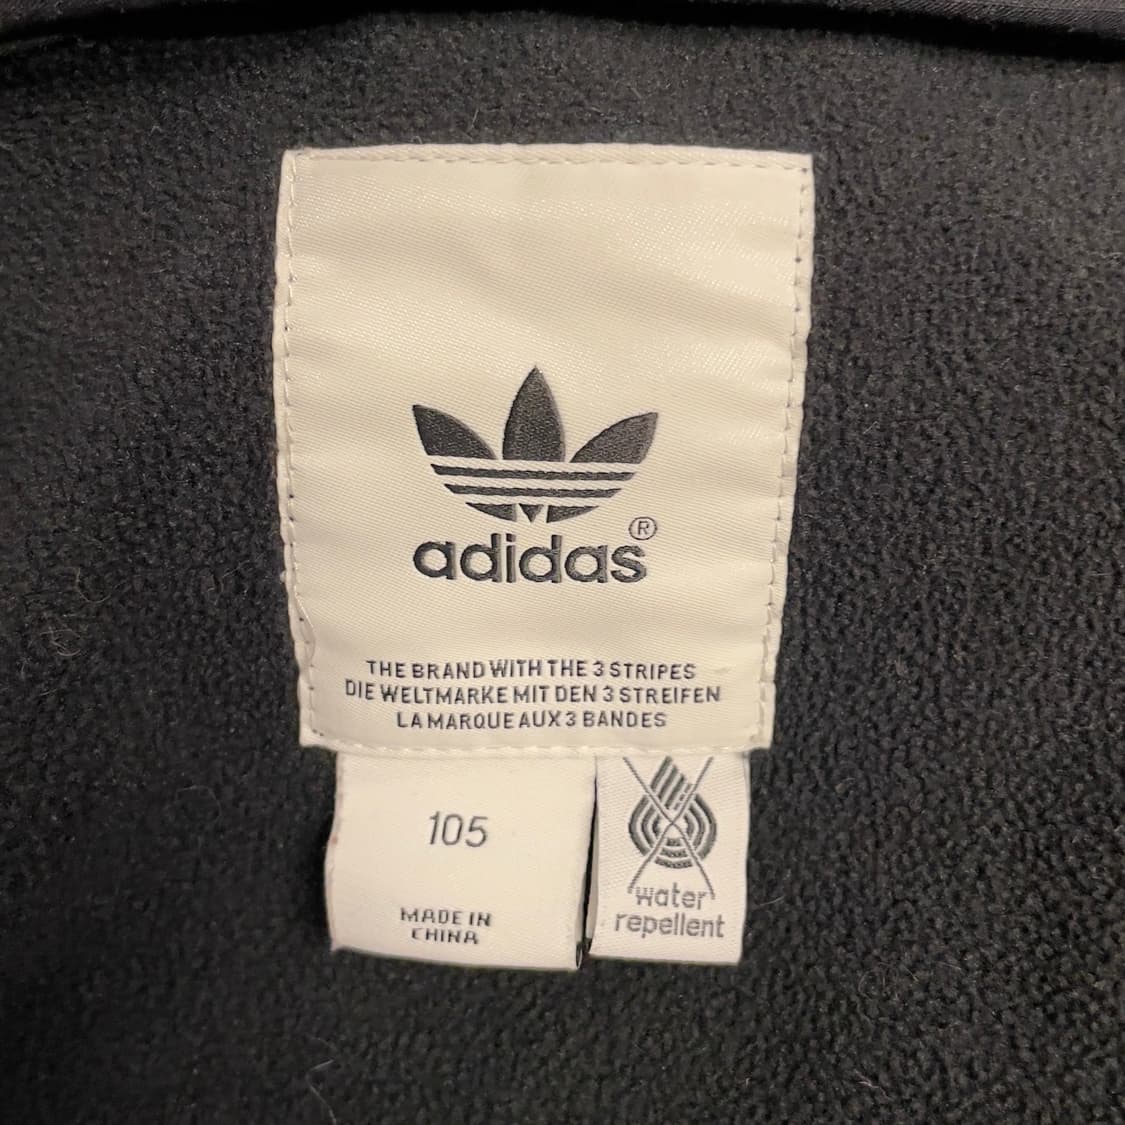 adidas®
THE BRAND WITH THE 3 STRIPES
DIE WELTMARKE MIT DEN 3 STREIFEN
LA MARQUE AUX 3 BANDES
105
MADE IN
CHINA
water
repellent